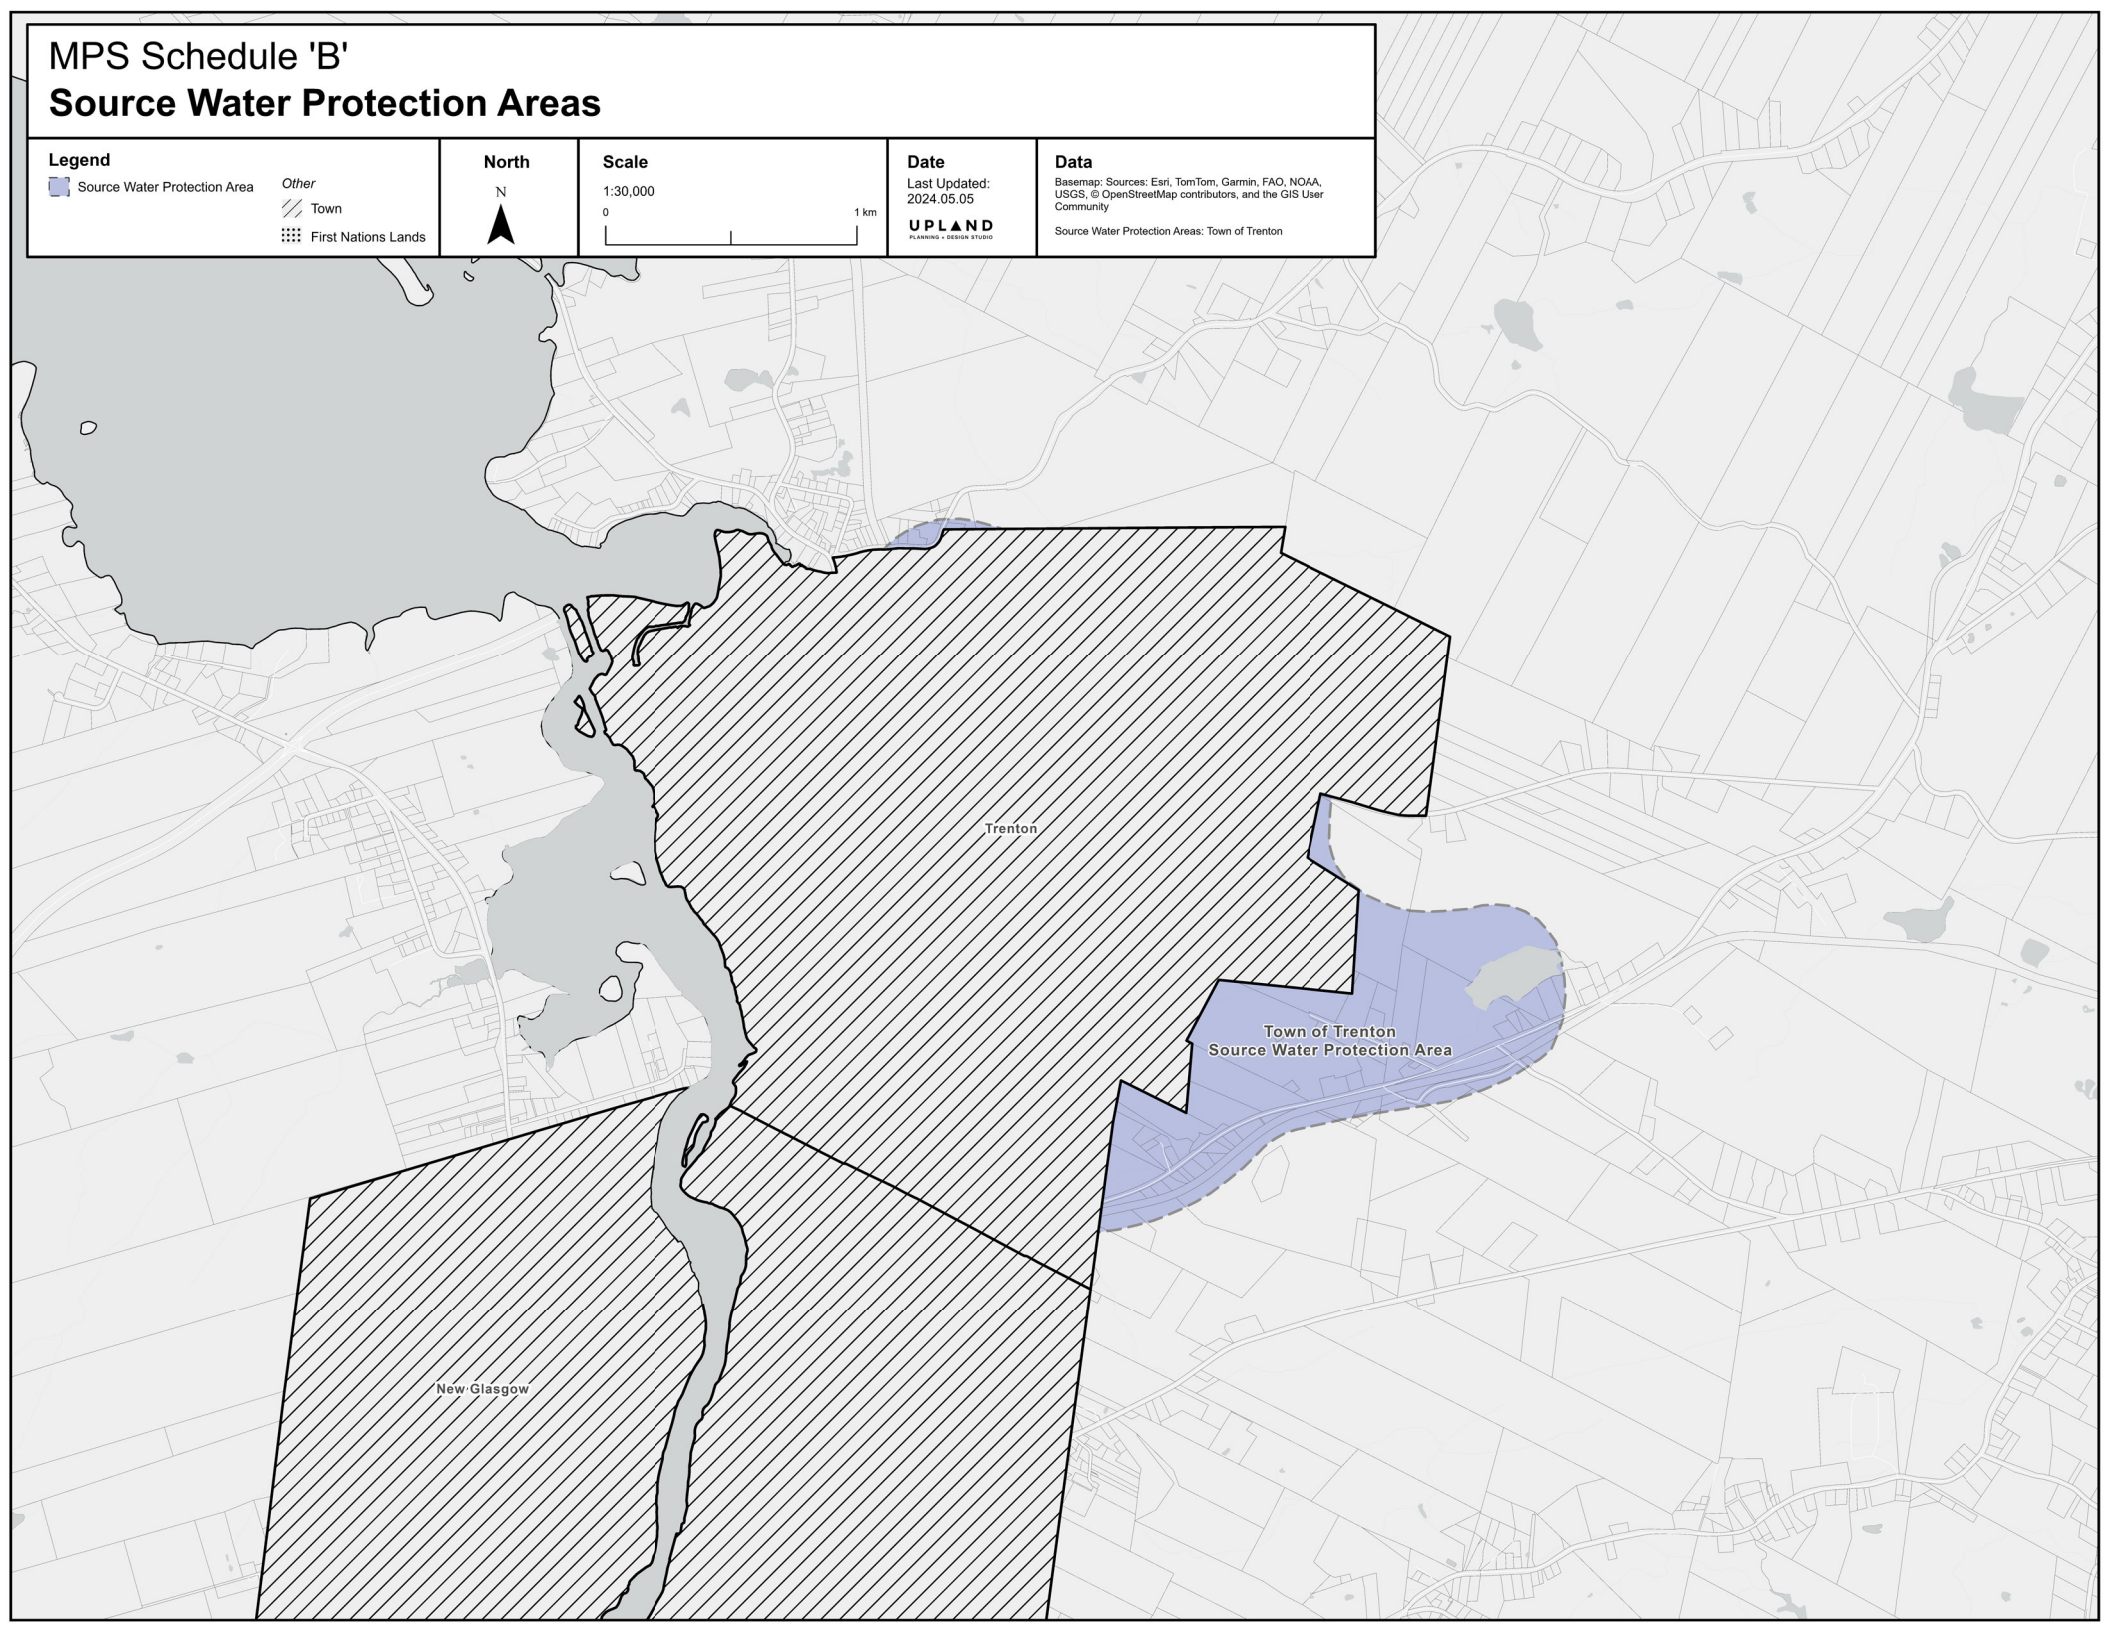 MPS Schedule 'B'
Source Water Protection Areas
Legend
Source Water Protection Area
Other
Town
First Nations Lands
North
N
Scale
1:30,000
0
1 km
Date
Last Updated:
2024.05.05
UPLAND
PLANNING + DESIGN STUDIO
Data
Basemap: Sources: Esri, TomTom, Garmin, FAO, NOAA,
USGS, © OpenStreetMap contributors, and the GIS User
Community
Source Water Protection Areas: Town of Trenton
Trenton
Town of Trenton
Source Water Protection Area
New Glasgow